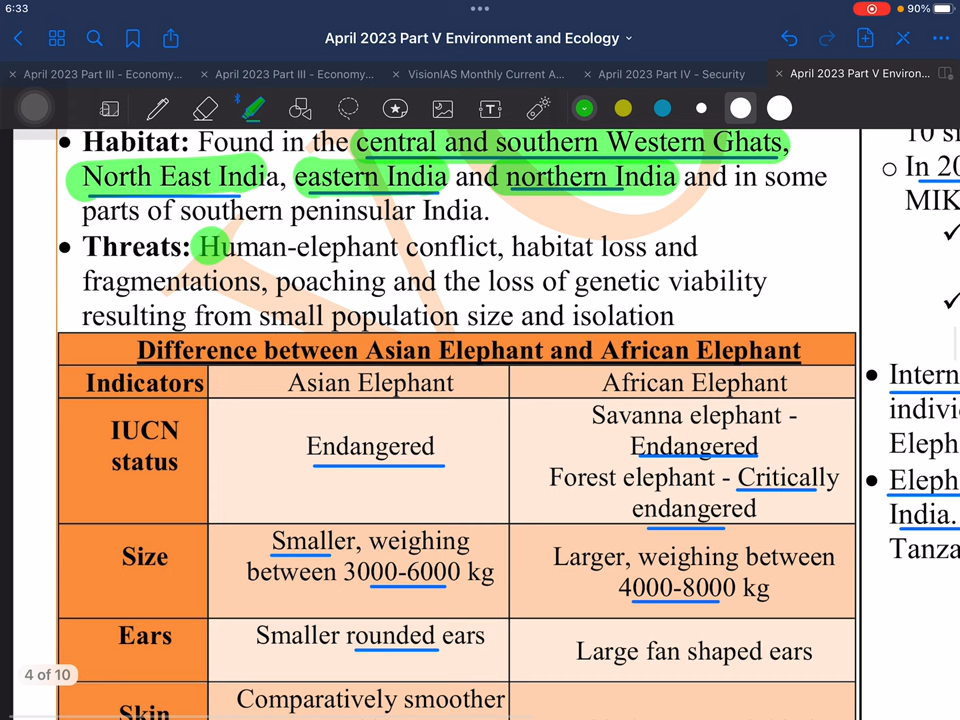 6:33
90%
April 2023 Part V Environment and Ecology
× April 2023 Part III - Economy...
× April 2023 Part III - Economy...
× VisionIAS Monthly Current A...
× April 2023 Part IV - Security
× April 2023 Part V Environ...
• Habitat: Found in the central and southern Western Ghats,
North East India, eastern India and northern India and in some
parts of southern peninsular India.
• Threats: Human-elephant conflict, habitat loss and
fragmentations, poaching and the loss of genetic viability
resulting from small population size and isolation
Difference between Asian Elephant and African Elephant
Indicators Asian Elephant African Elephant
IUCN
status
Endangered
Savanna elephant -
Endangered
Forest elephant - Critically
endangered
Size
Smaller, weighing
between 3000-6000 kg
Larger, weighing between
4000-8000 kg
Ears
Smaller rounded ears
Large fan shaped ears
Skin
Comparatively smoother
o In 20
MIK
• Intern
indivi
Eleph
• Eleph
India.
Tanza
4 of 10